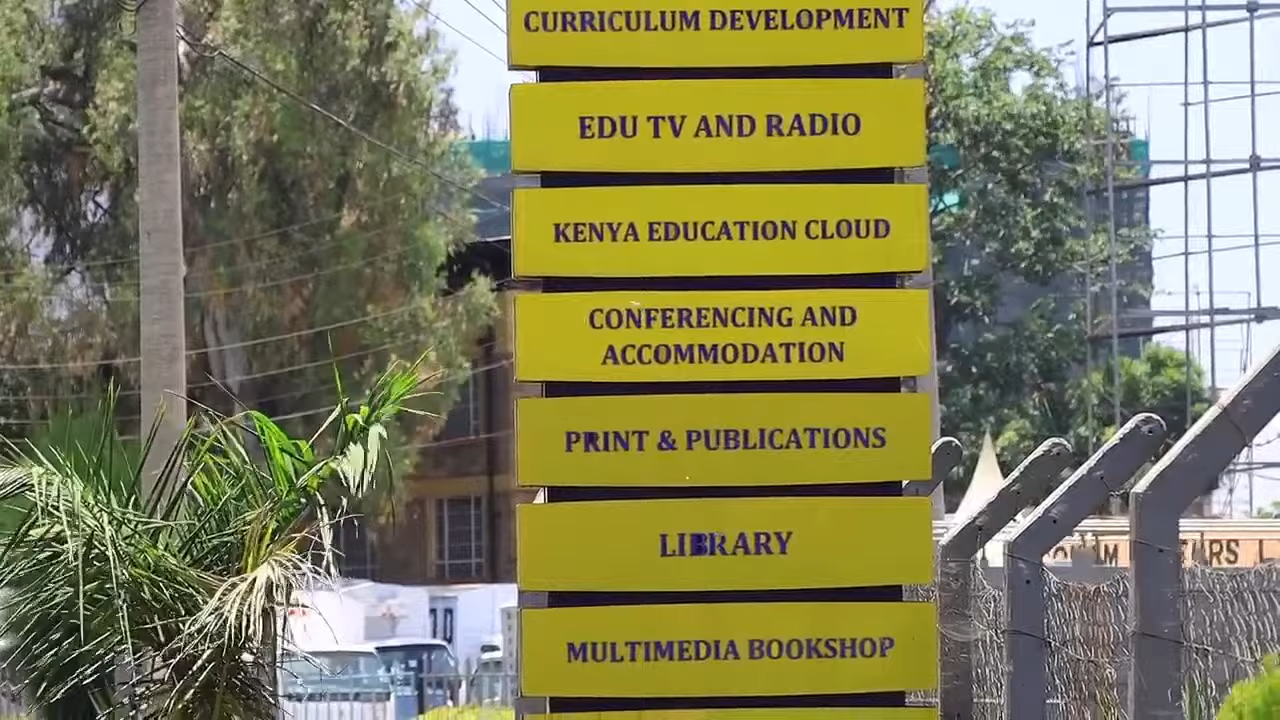 CURRICULUM DEVELOPMENT
EDU TV AND RADIO
KENYA EDUCATION CLOUD
CONFERENCING AND
ACCOMMODATION
PRINT & PUBLICATIONS
LIBRARY
MULTIMEDIA BOOKSHOP